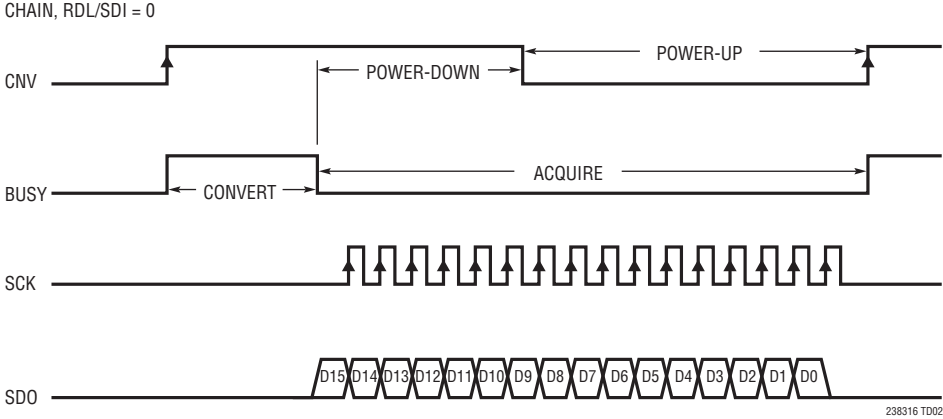 CHAIN, RDL/SDI = 0
CNV
POWER-DOWN
POWER-UP
BUSY
CONVERT
ACQUIRE
SCK
SDO
D15 D14 D13 D12 D11 D10 D9 D8 D7 D6 D5 D4 D3 D2 D1 D0
238316 TD02